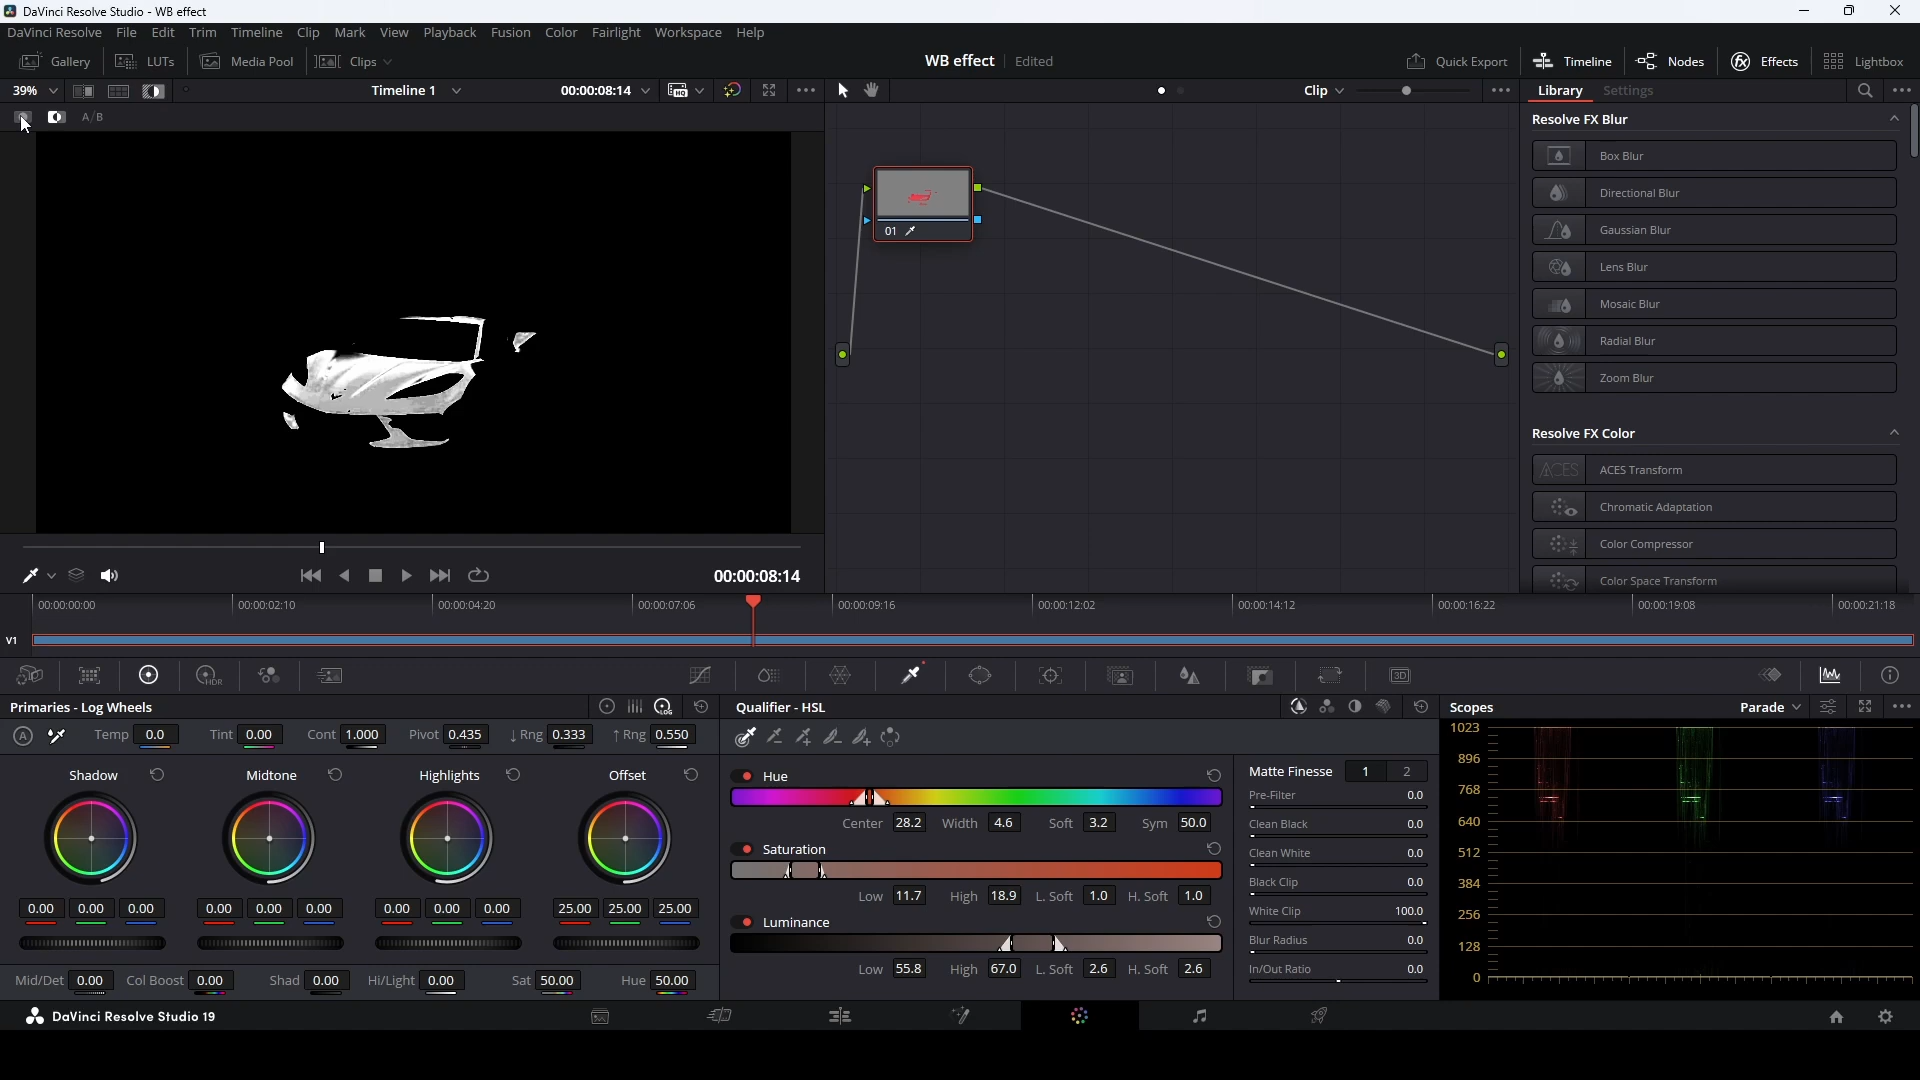 DaVinci Resolve Studio - WB effect
DaVinci Resolve File Edit Trim Timeline Clip Mark View Playback Fusion Color Fairlight Workspace Help
Gallery LUTs Media Pool Clips WB effect Edited Quick Export Timeline Nodes Effects Lightbox
39% Timeline 1 00:00:08:14 Clip Library Settings
A/B
Resolve FX Blur
Box Blur
Directional Blur
Gaussian Blur
Lens Blur
Mosaic Blur
Radial Blur
Zoom Blur
01
Resolve FX Color
ACES Transform
Chromatic Adaptation
Color Compressor
Color Space Transform
00:00:08:14
00:00:00:00 00:00:02:10 00:00:04:20 00:00:07:06 00:00:09:16 00:00:12:02 00:00:14:12 00:00:16:22 00:00:19:08 00:00:21:18
V1
HDR 3D
Primaries - Log Wheels LOG Qualifier - HSL Scopes Parade
A Temp 0.0 Tint 0.00 Cont 1.000 Pivot 0.435 ↓ Rng 0.333 ↑ Rng 0.550
Shadow Midtone Highlights Offset
0.00 0.00 0.00 0.00 0.00 0.00 0.00 0.00 0.00 25.00 25.00 25.00
Mid/Det 0.00 Col Boost 0.00 Shad 0.00 Hi/Light 0.00 Sat 50.00 Hue 50.00
Hue
Center 28.2 Width 4.6 Soft 3.2 Sym 50.0
Saturation
Low 11.7 High 18.9 L. Soft 1.0 H. Soft 1.0
Luminance
Low 55.8 High 67.0 L. Soft 2.6 H. Soft 2.6
Matte Finesse 1 2
Pre-Filter 0.0
Clean Black 0.0
Clean White 0.0
Black Clip 0.0
White Clip 100.0
Blur Radius 0.0
In/Out Ratio 0.0
1023
896
768
640
512
384
256
128
0
DaVinci Resolve Studio 19